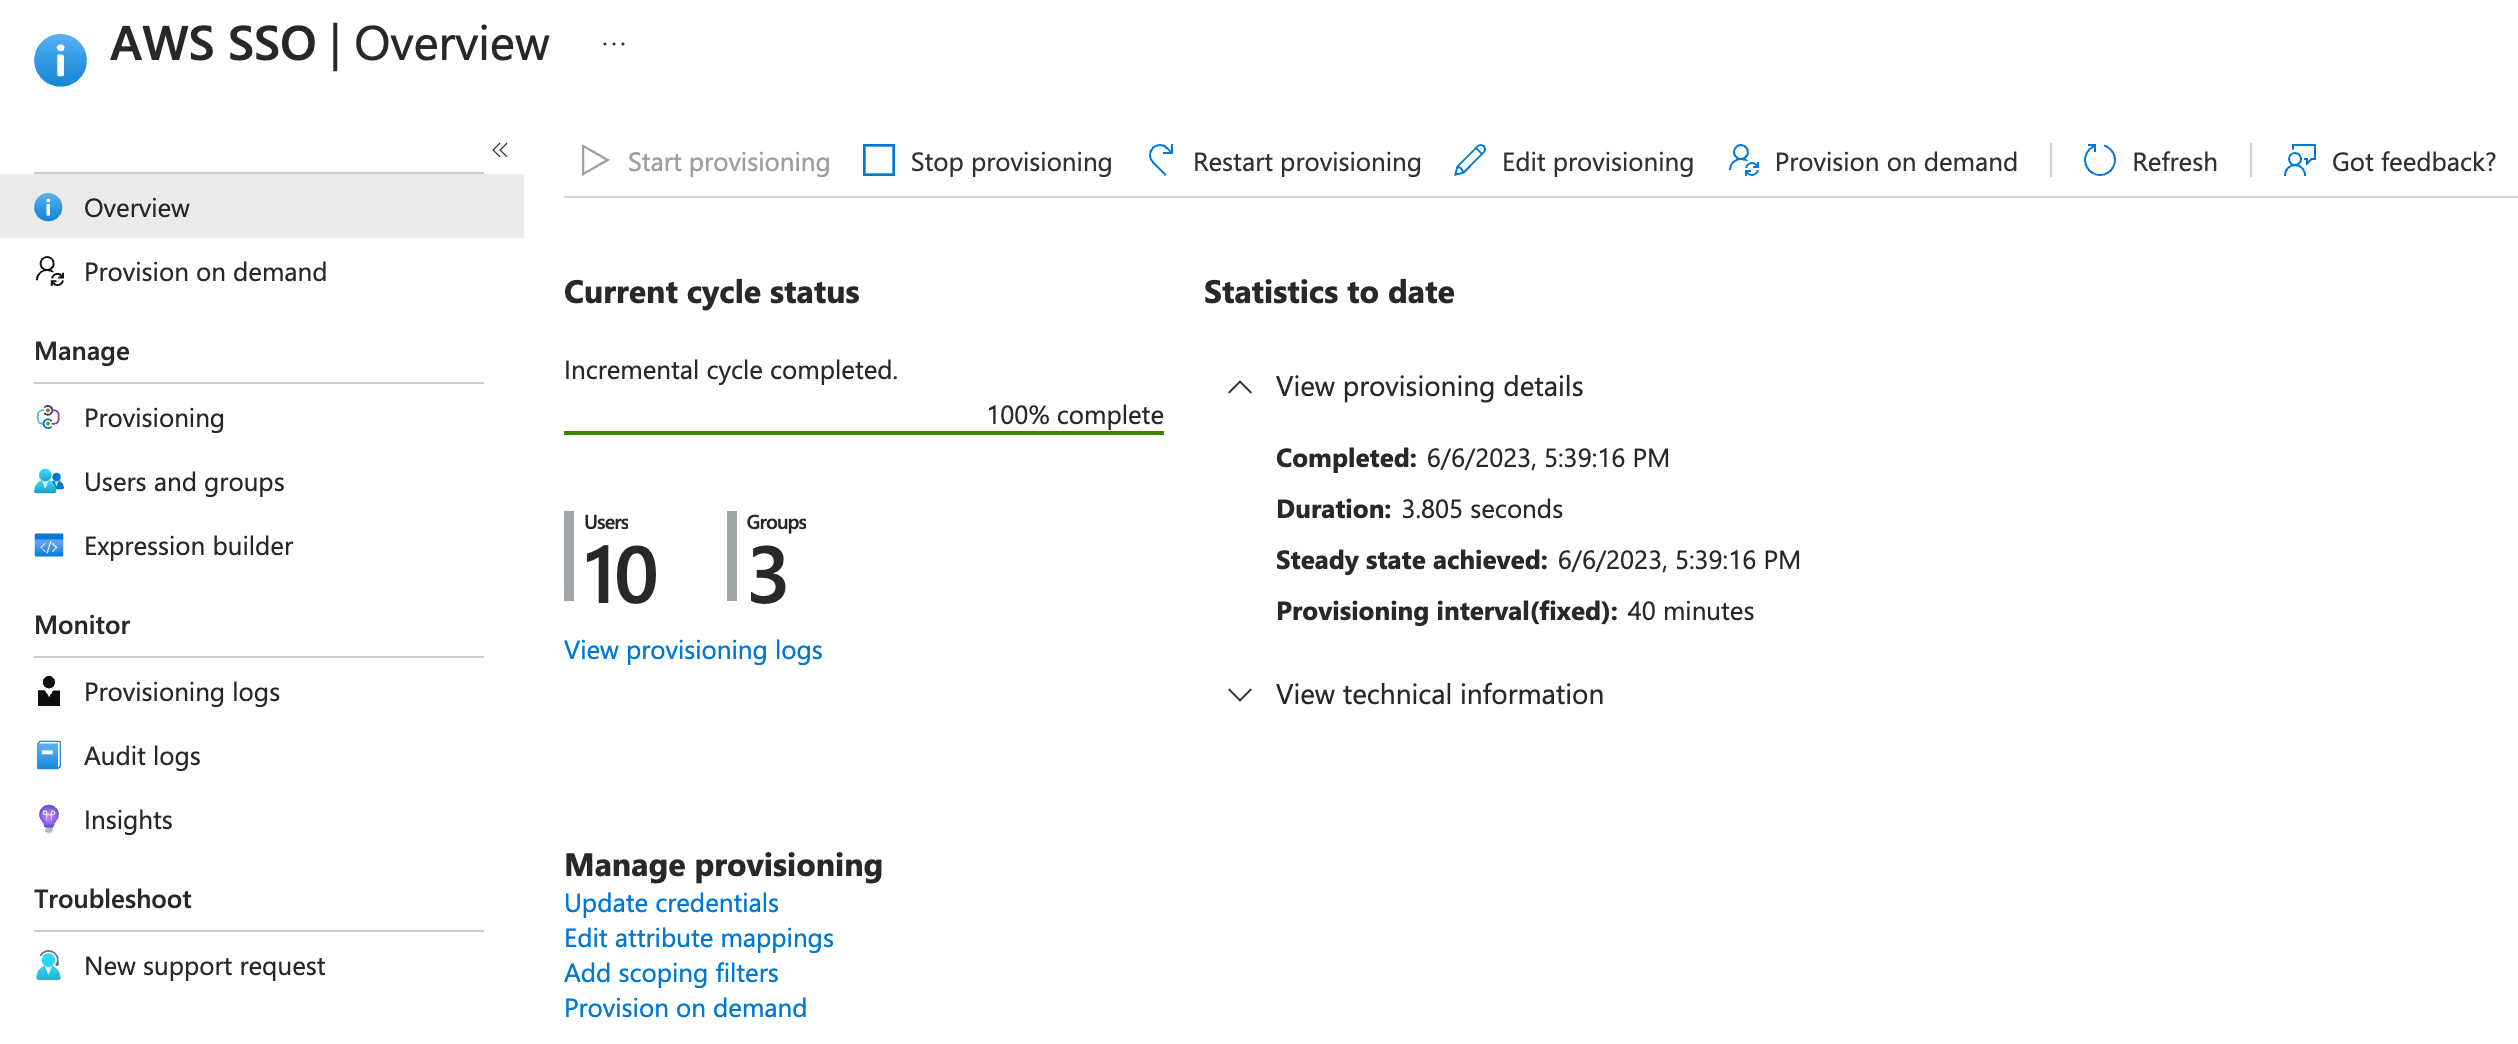 AWS SSO | Overview ...
«
Start provisioning Stop provisioning Restart provisioning Edit provisioning Provision on demand Refresh Got feedback?
Overview
Provision on demand
Manage
Provisioning
Users and groups
Expression builder
Monitor
Provisioning logs
Audit logs
Insights
Troubleshoot
New support request
Current cycle status
Incremental cycle completed.
100% complete
Users
10
Groups
3
View provisioning logs
Manage provisioning
Update credentials
Edit attribute mappings
Add scoping filters
Provision on demand
Statistics to date
View provisioning details
Completed: 6/6/2023, 5:39:16 PM
Duration: 3.805 seconds
Steady state achieved: 6/6/2023, 5:39:16 PM
Provisioning interval(fixed): 40 minutes
View technical information